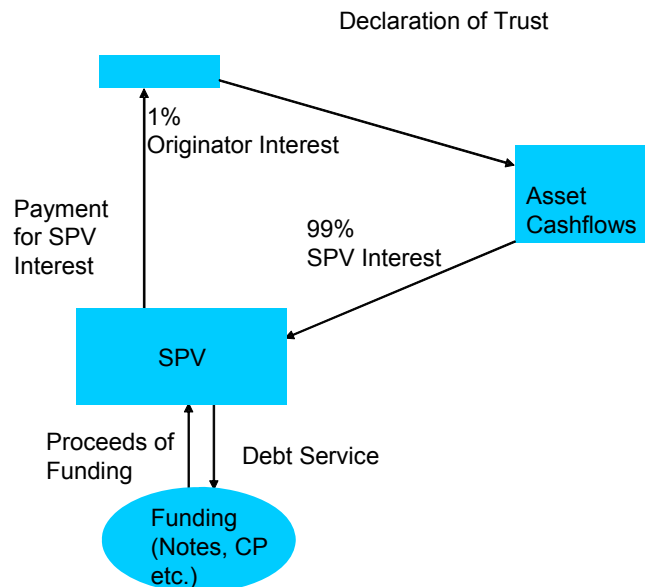 Declaration of Trust
1%
Originator Interest
Asset
Cashflows
Payment
for SPV
Interest
99%
SPV Interest
SPV
Proceeds of
Funding
Debt Service
Funding
(Notes, CP
etc.)